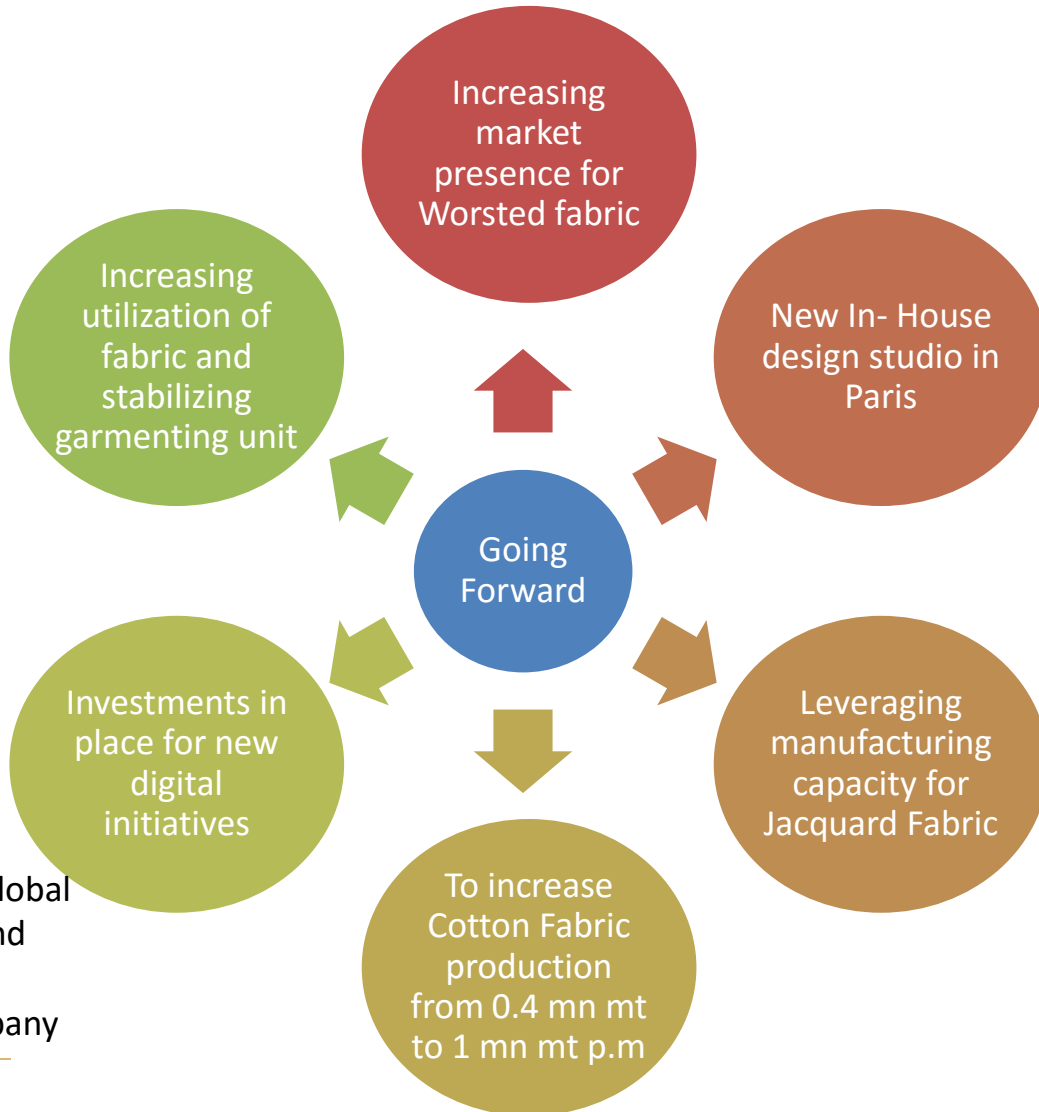 Increasing
market
presence for
Worsted fabric
New In- House
design studio in
Paris
Leveraging
manufacturing
capacity for
Jacquard Fabric
To increase
Cotton Fabric
production
from 0.4 mn mt
to 1 mn mt p.m
Investments in
place for new
digital
initiatives
Increasing
utilization of
fabric and
stabilizing
garmenting unit
Going
Forward